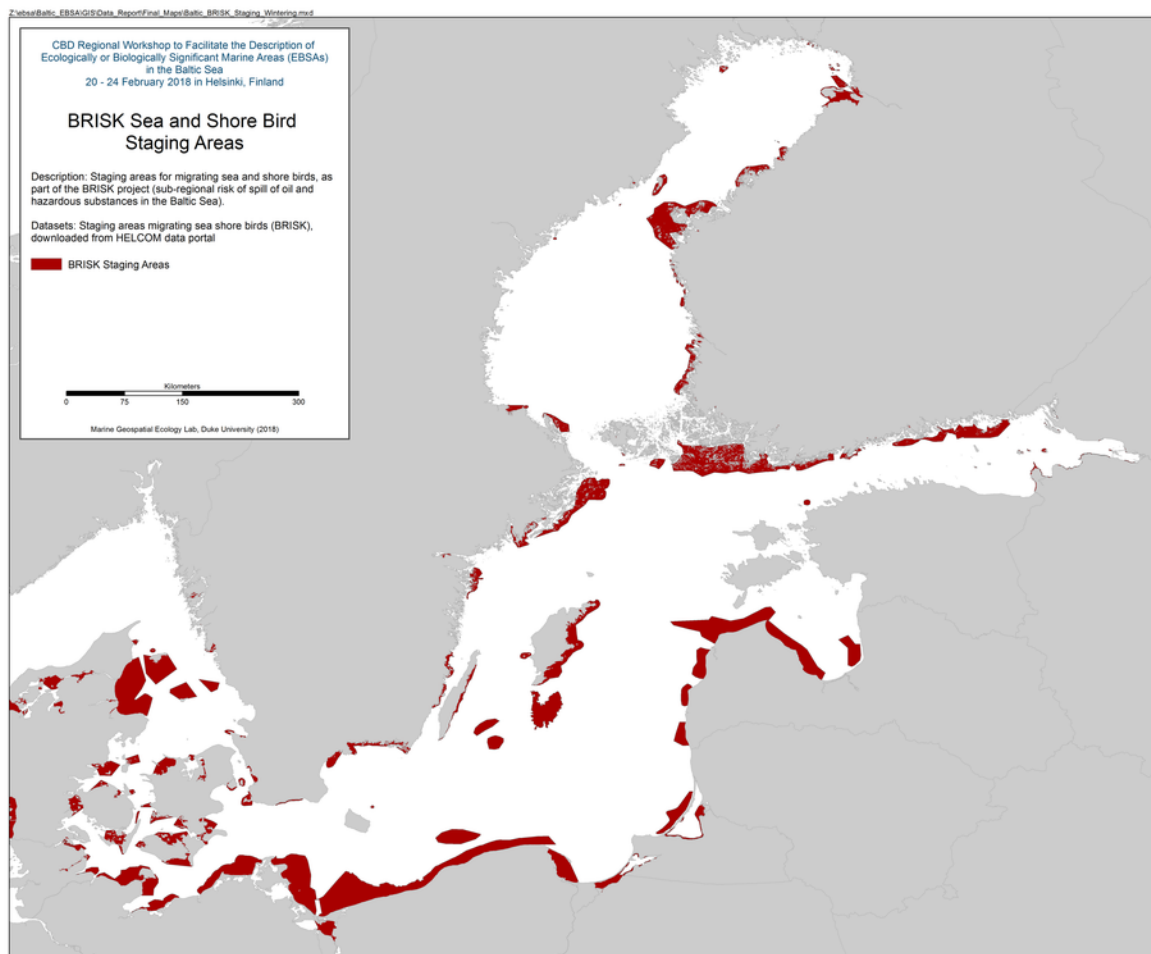 Z:\ebsa\Baltic_EBSA\GIS\Data_Report\Final_Maps\Baltic_BRISK_Staging_Wintering.mxd
CBD Regional Workshop to Facilitate the Description of
Ecologically or Biologically Significant Marine Areas (EBSAs)
in the Baltic Sea
20 - 24 February 2018 in Helsinki, Finland
BRISK Sea and Shore Bird
Staging Areas
Description: Staging areas for migrating sea and shore birds, as
part of the BRISK project (sub-regional risk of spill of oil and
hazardous substances in the Baltic Sea).
Datasets: Staging areas migrating sea shore birds (BRISK),
downloaded from HELCOM data portal
BRISK Staging Areas
Kilometers
0 75 150 300
Marine Geospatial Ecology Lab, Duke University (2018)